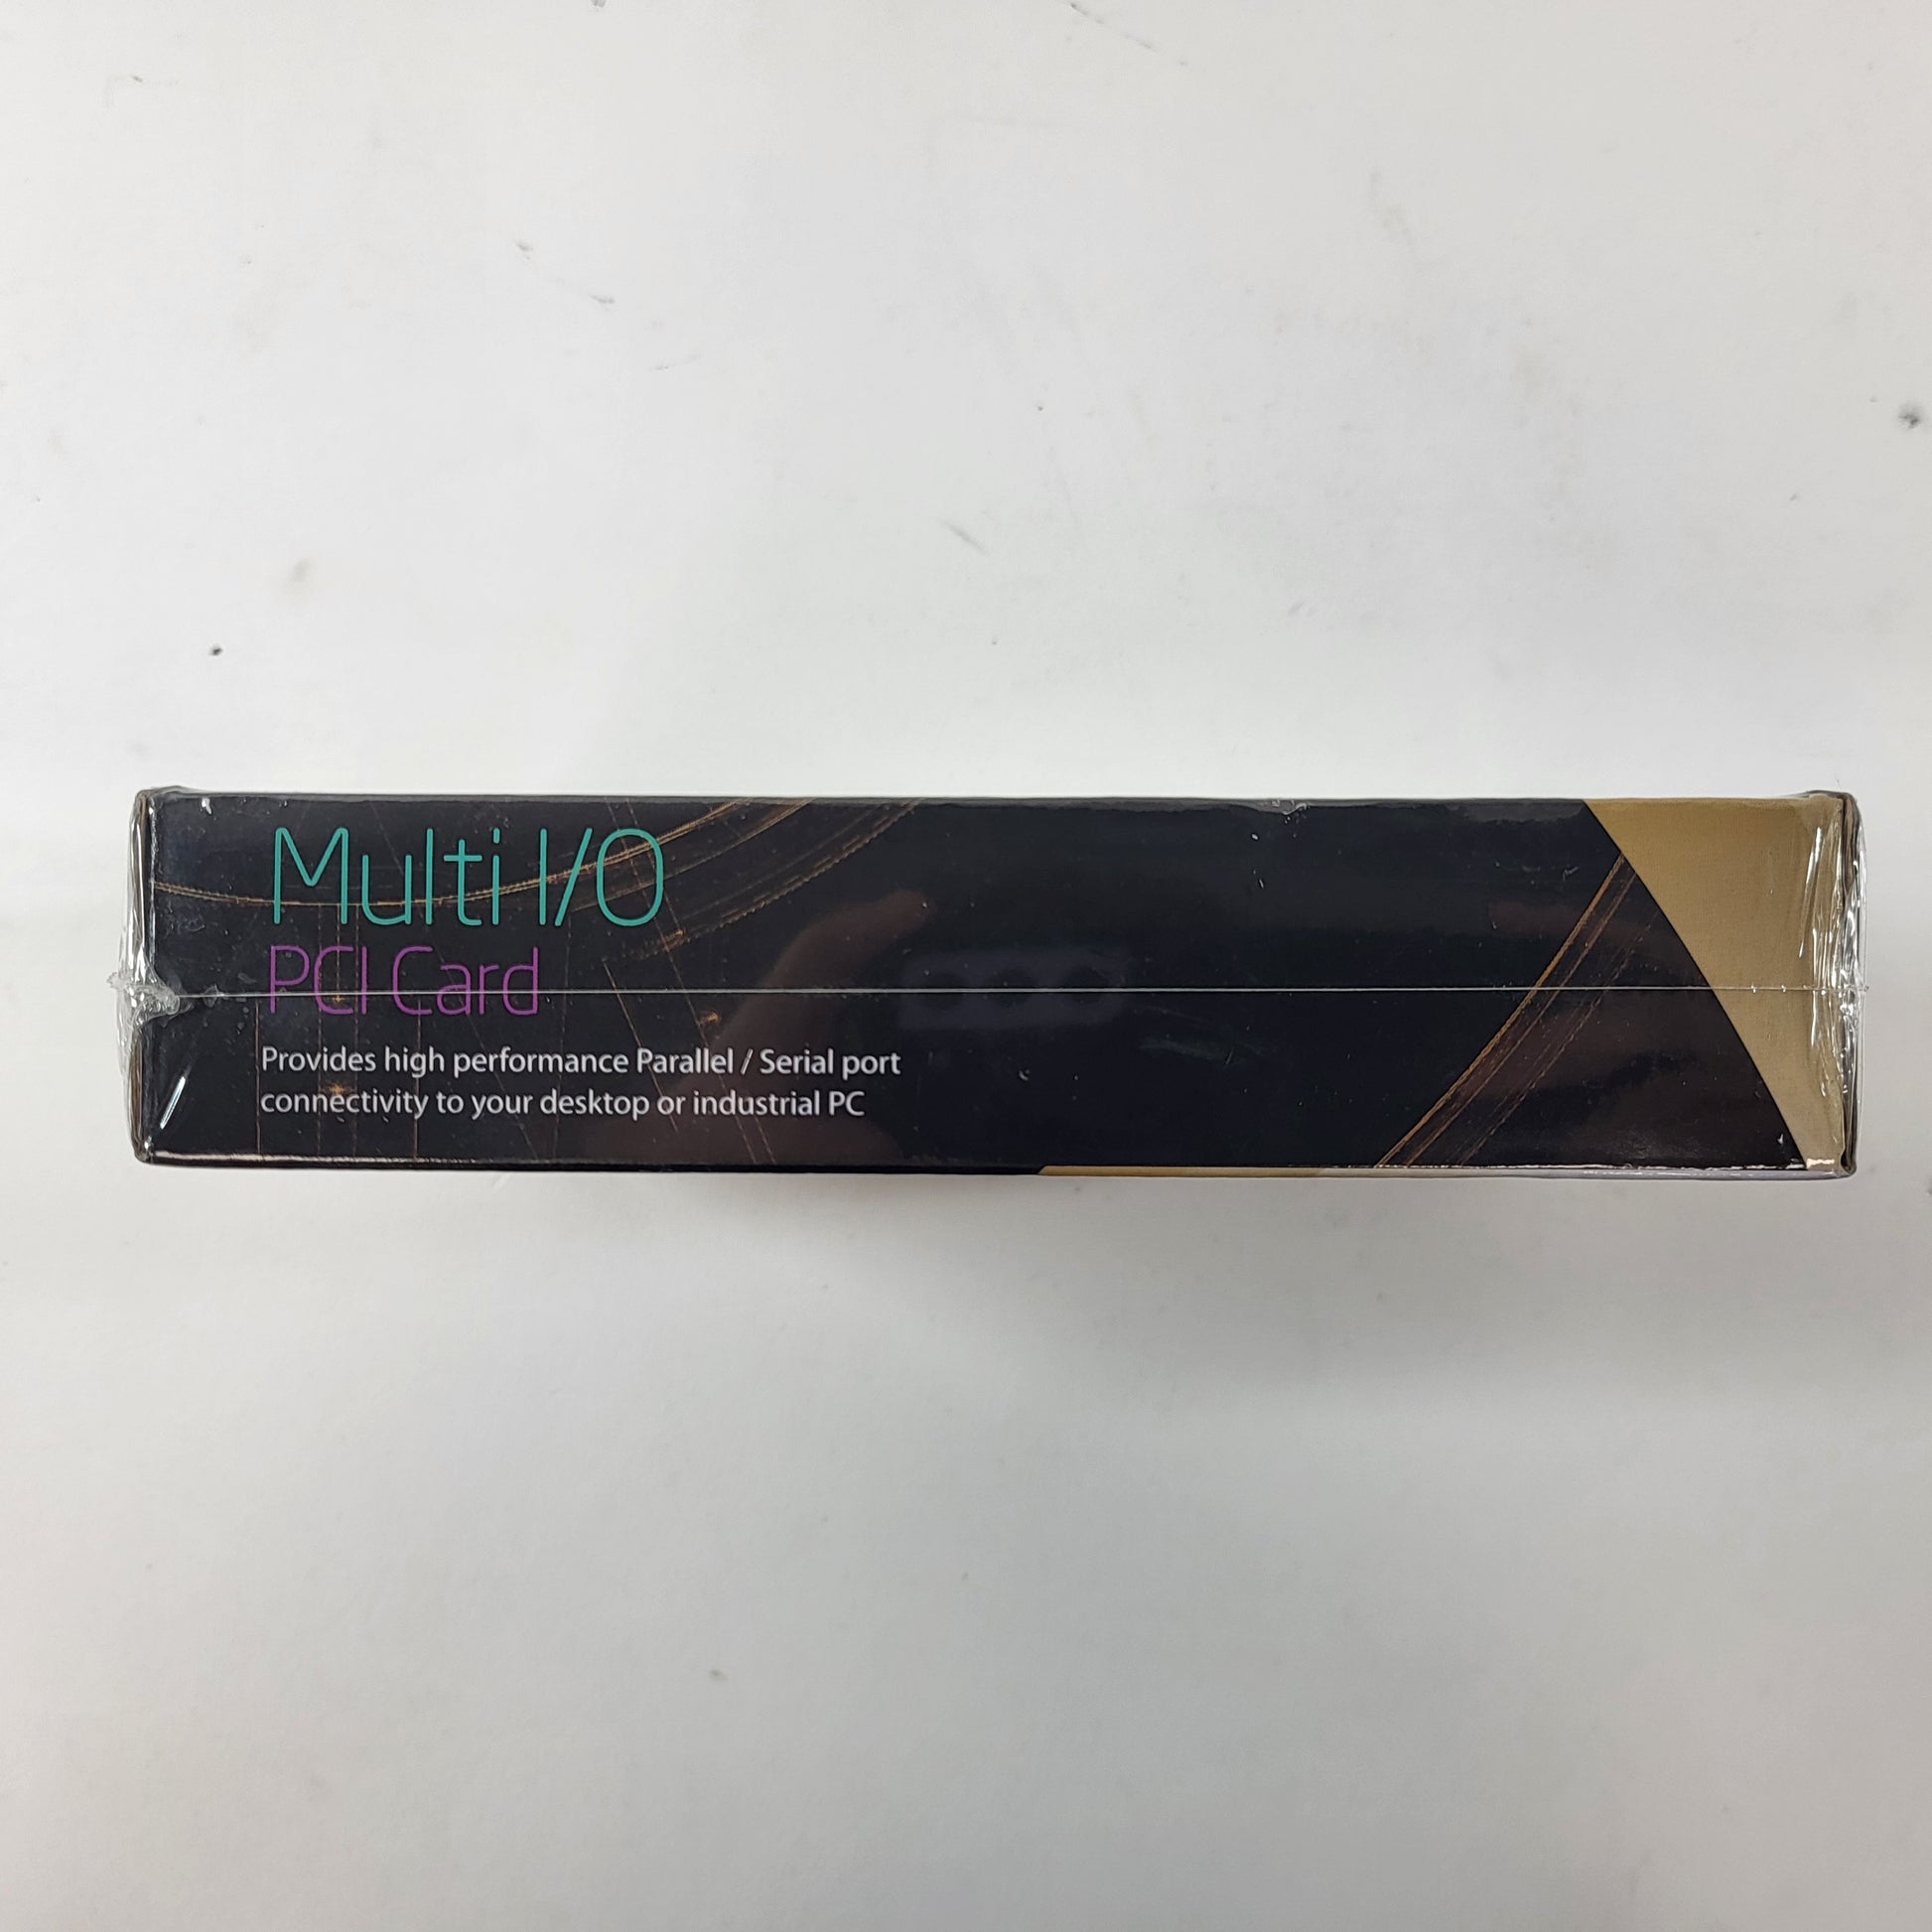 Multi I/O
PCI Card
Provides high performance Parallel / Serial port
connectivity to your desktop or industrial PC